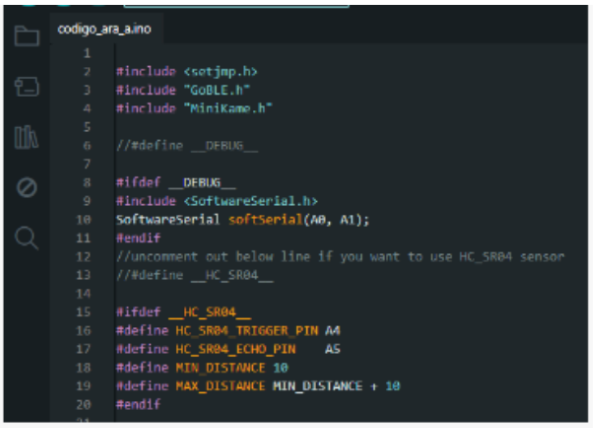 codigo_ara_a.ino
1
2 #include <setjmp.h>
3 #include "GoBLE.h"
4 #include "MiniKame.h"
5
6 //#define __DEBUG__
7
8 #ifdef __DEBUG__
9 #include <SoftwareSerial.h>
10 SoftwareSerial softSerial(A0, A1);
11 #endif
12 //uncomment out below line if you want to use HC_SR04 sensor
13 //#define __HC_SR04__
14
15 #ifdef __HC_SR04__
16 #define HC_SR04_TRIGGER_PIN A4
17 #define HC_SR04_ECHO_PIN    A5
18 #define MIN_DISTANCE 10
19 #define MAX_DISTANCE MIN_DISTANCE + 10
20 #endif
21